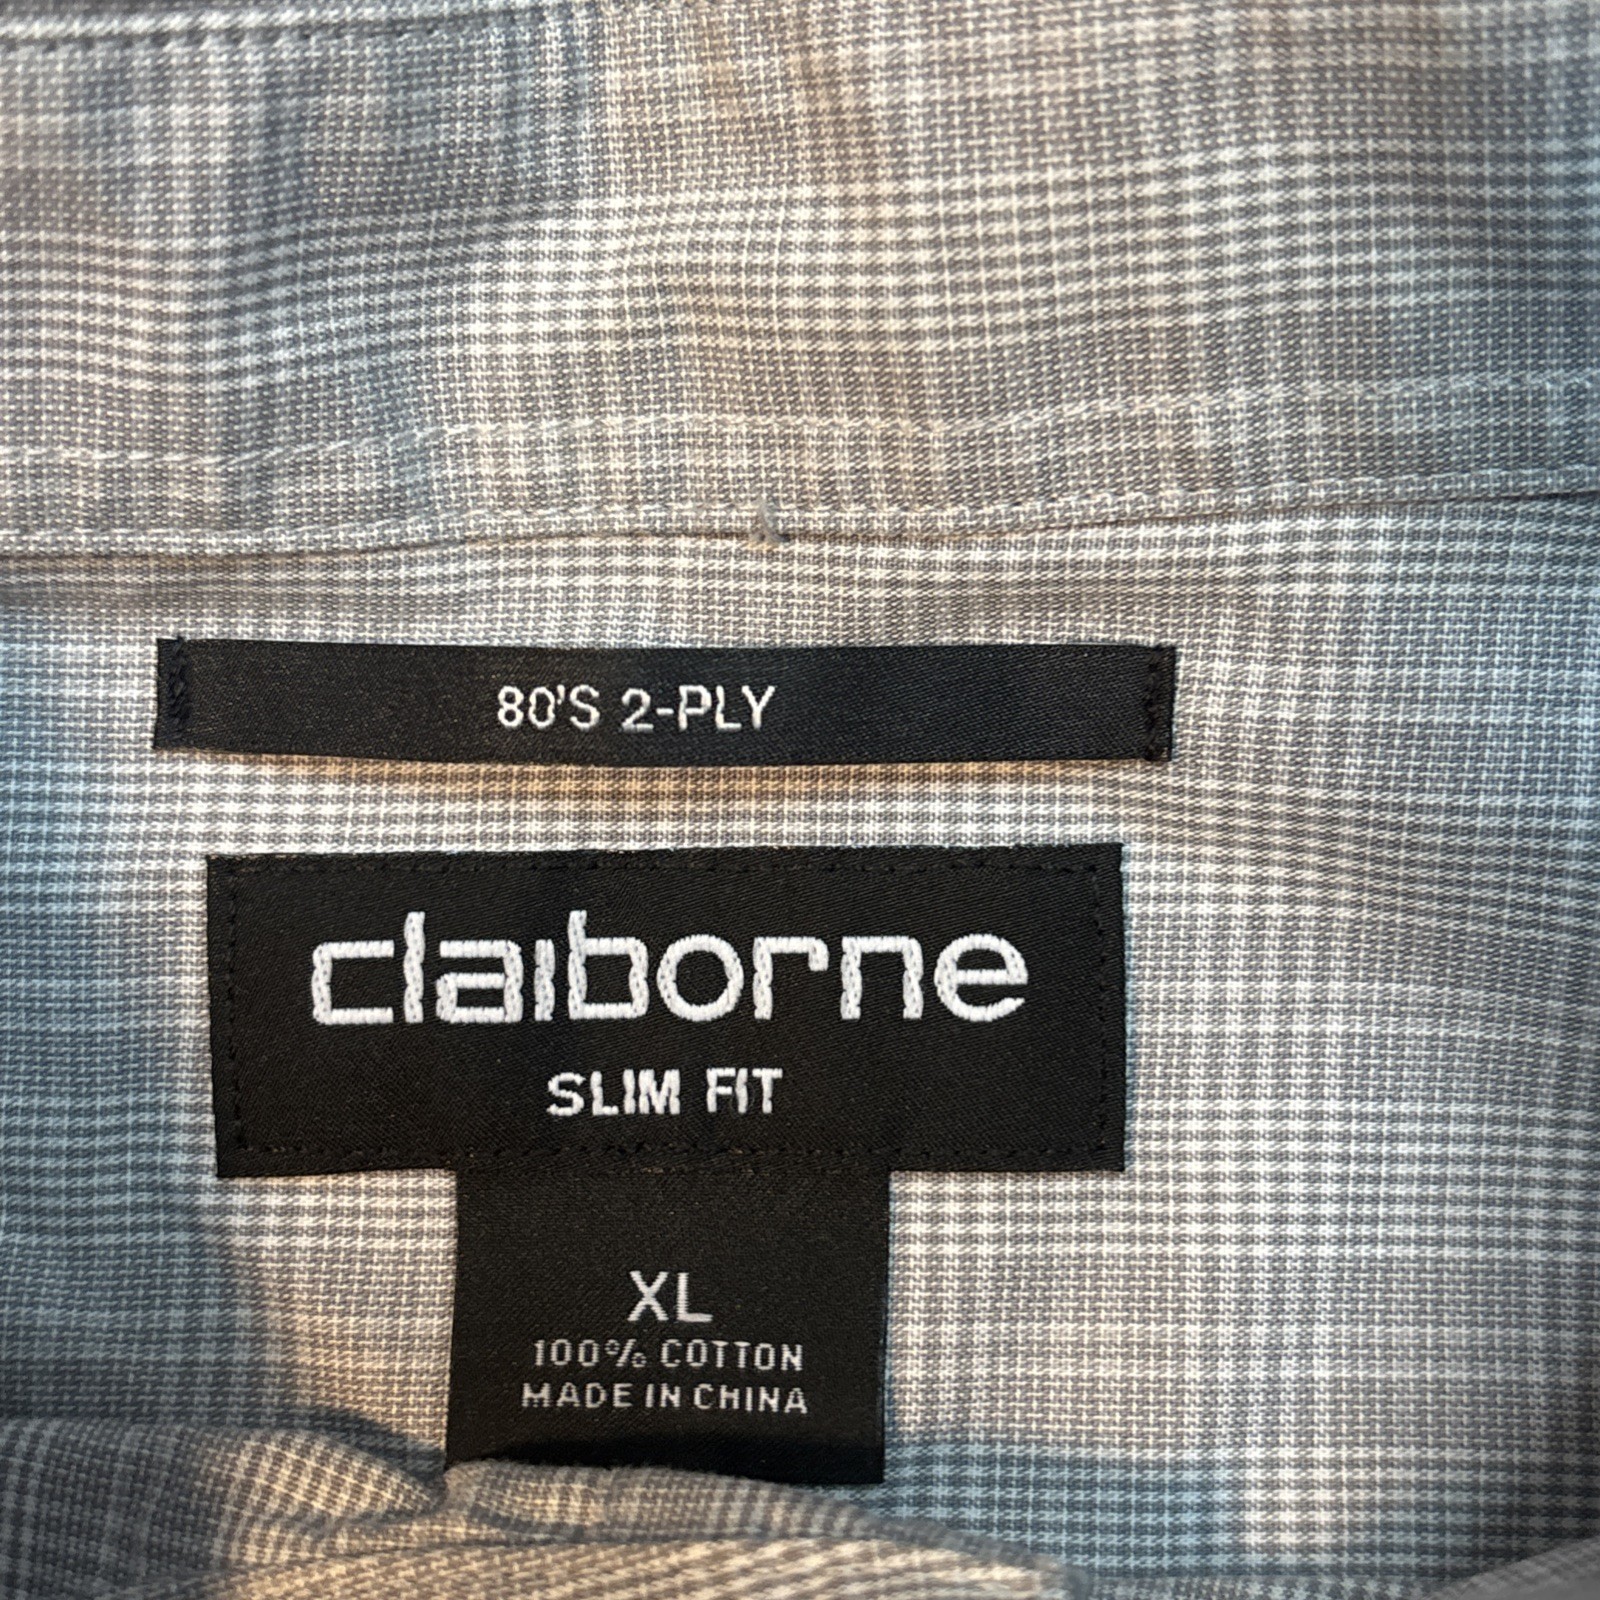 80'S 2-PLY
claiborne
SLIM FIT
XL
100% COTTON
MADE IN CHINA